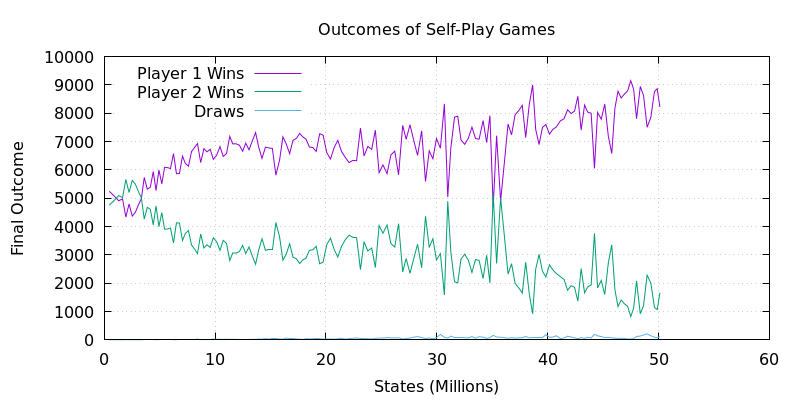 Outcomes of Self-Play Games
10000
9000
8000
7000
6000
5000
4000
3000
2000
1000
0
Player 1 Wins
Player 2 Wins
Draws
Final Outcome
0 10 20 30 40 50 60
States (Millions)